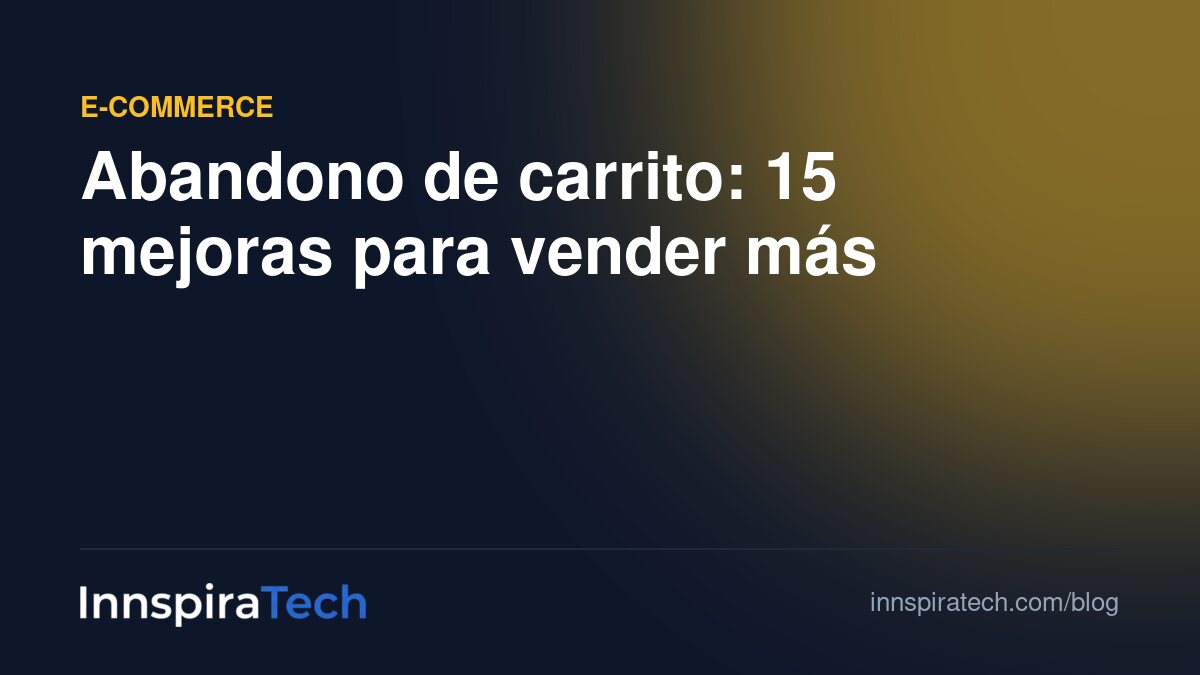 E-COMMERCE
Abandono de carrito: 15
mejoras para vender más
InnspiraTech
innspiratech.com/blog